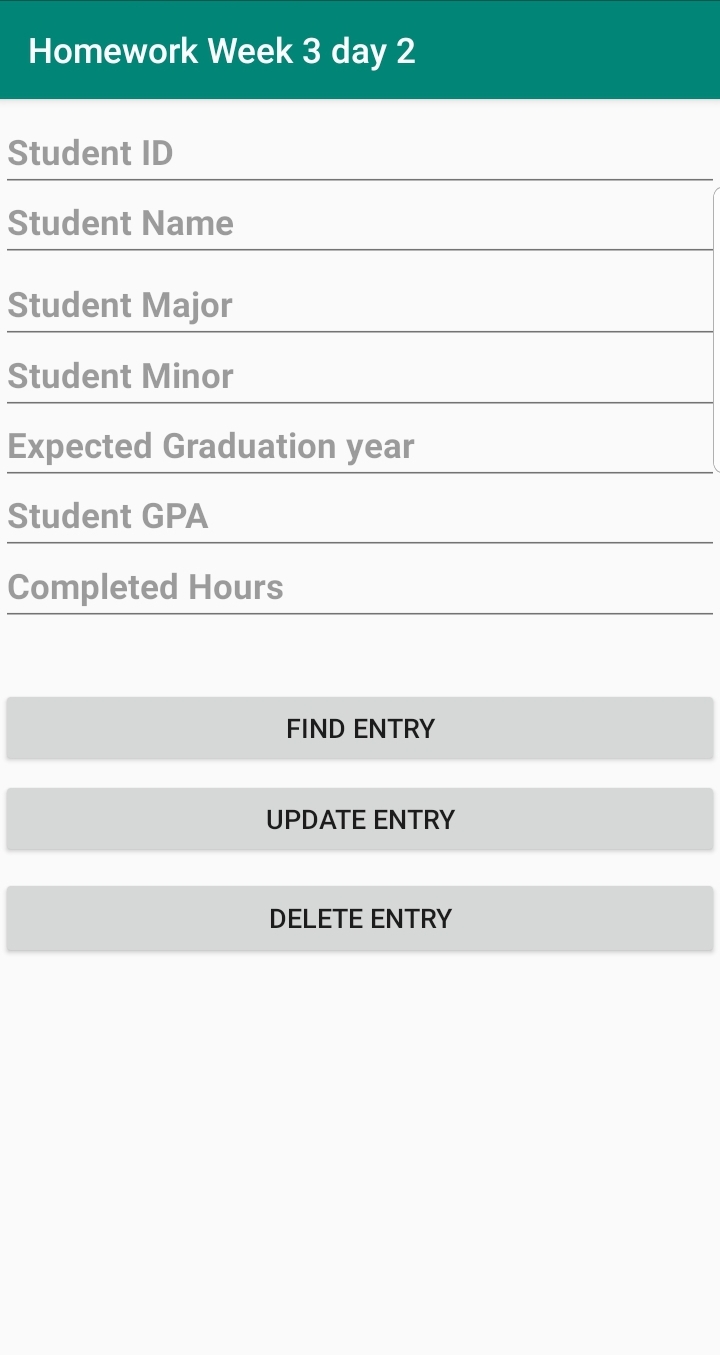 Homework Week 3 day 2
Student ID
Student Name
Student Major
Student Minor
Expected Graduation year
Student GPA
Completed Hours
FIND ENTRY
UPDATE ENTRY
DELETE ENTRY